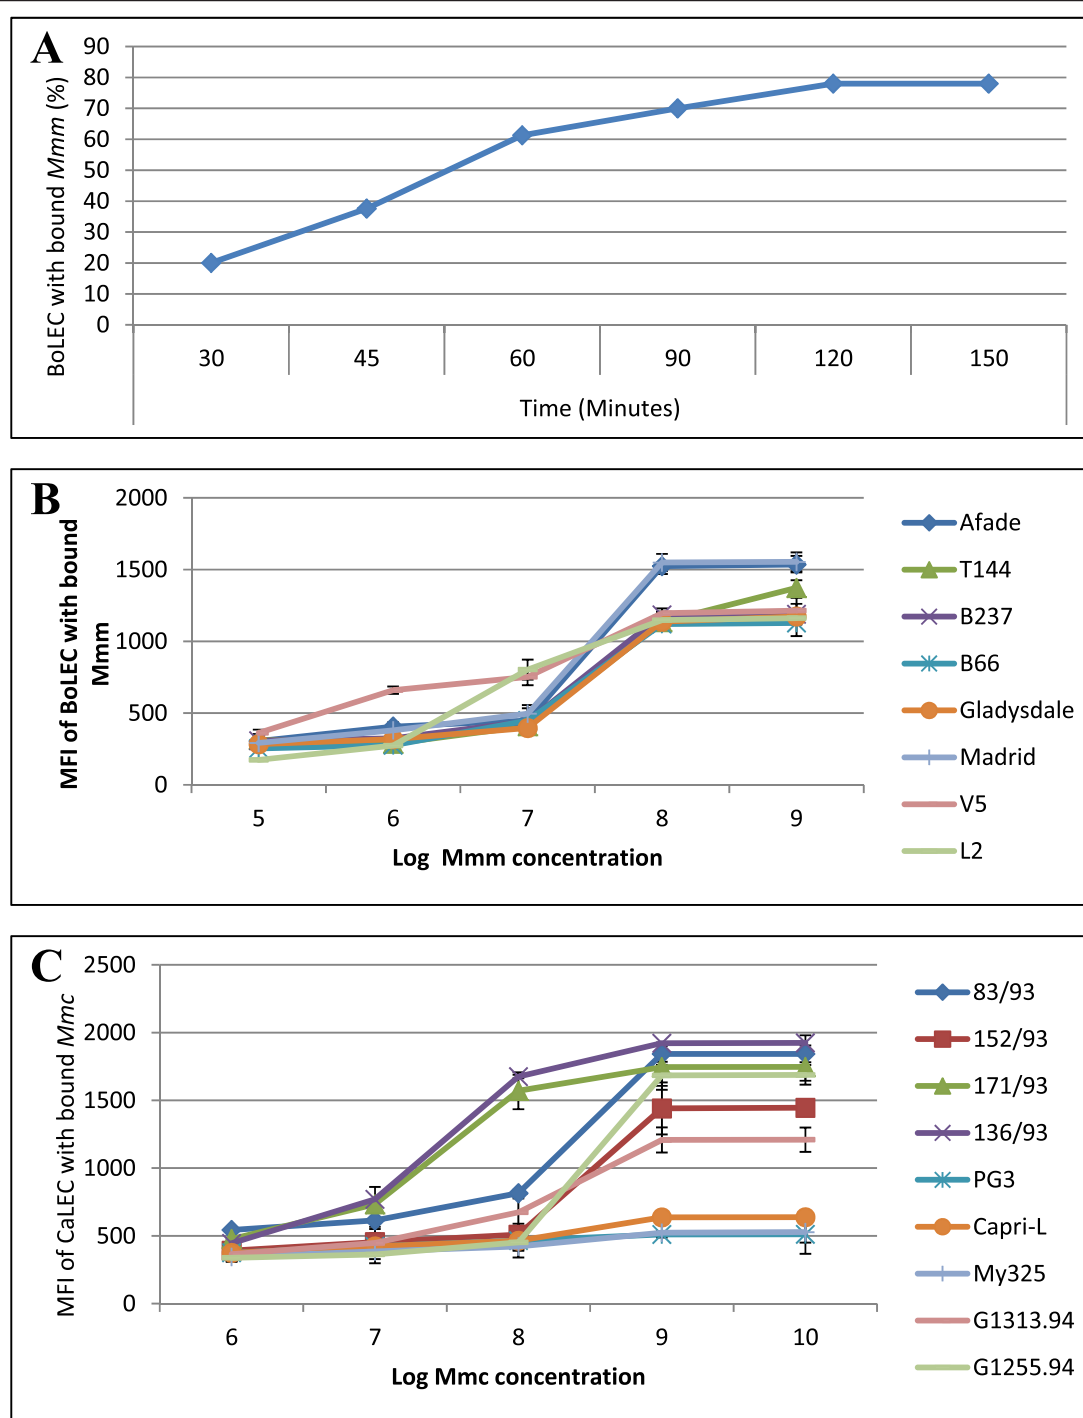 A
90
80
70
60
50
40
30
20
10
0
BoLEC with bound Mmm (%)
30 45 60 90 120 150
Time (Minutes)
B
2000
1500
1000
500
0
MFI of BoLEC with bound
Mmm
5 6 7 8 9
Log Mmm concentration
Afade
T144
B237
B66
Gladysdale
Madrid
V5
L2
C
2500
2000
1500
1000
500
0
MFI of CaLEC with bound Mmc
6 7 8 9 10
Log Mmc concentration
83/93
152/93
171/93
136/93
PG3
Capri-L
My325
G1313.94
G1255.94